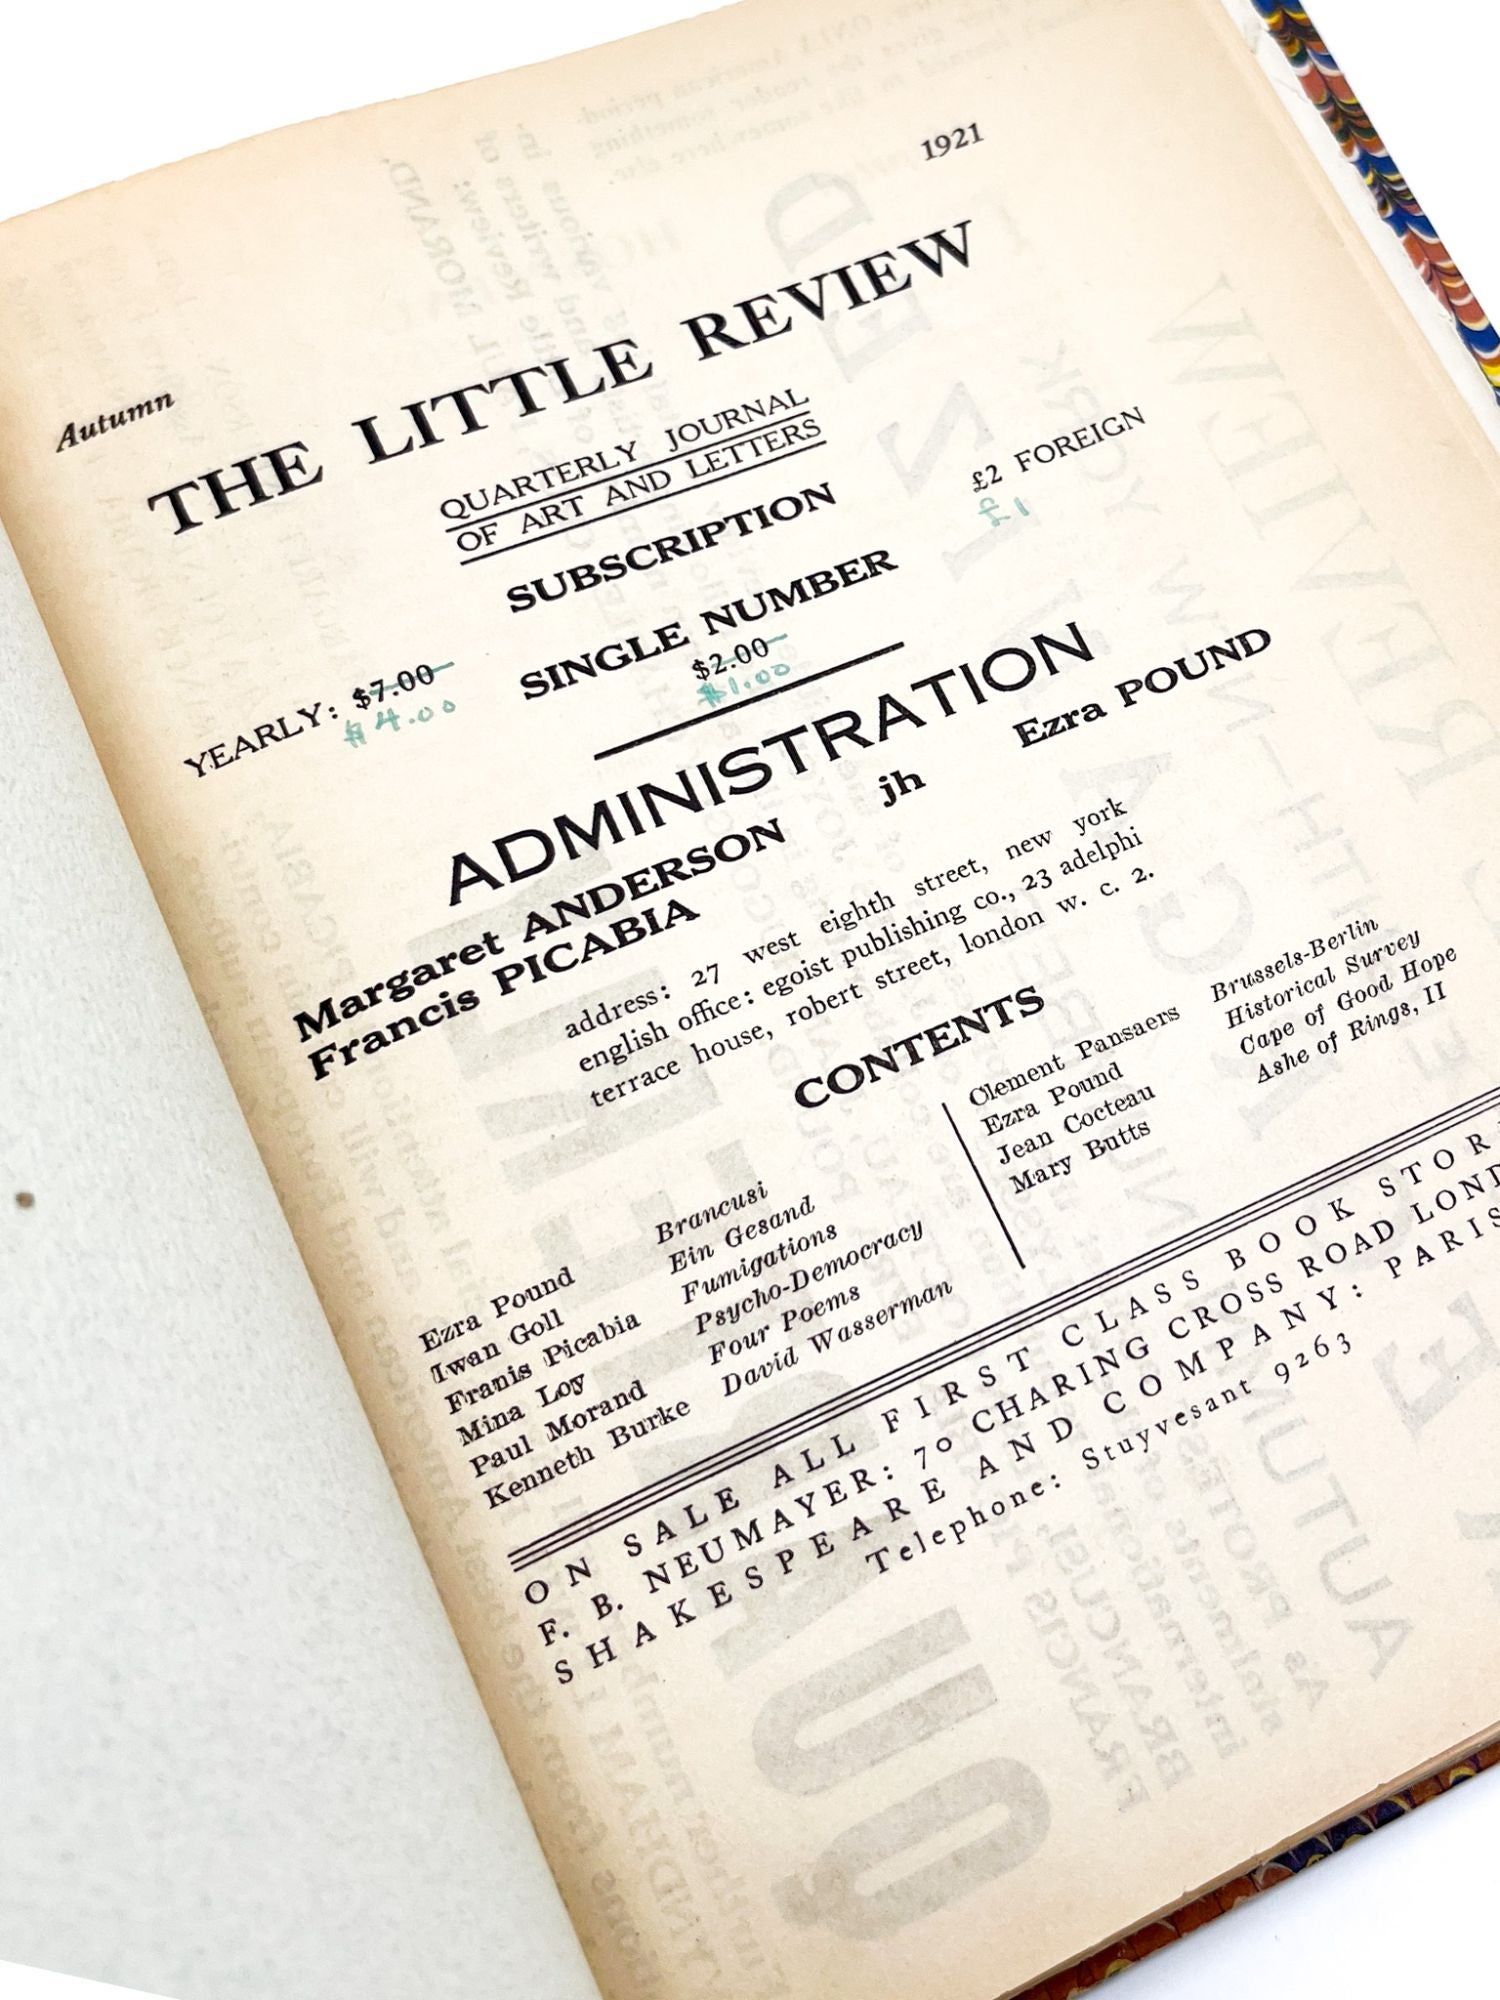 Autumn 1921
THE LITTLE REVIEW
QUARTERLY JOURNAL
OF ART AND LETTERS
SUBSCRIPTION
YEARLY: $7.00 SINGLE NUMBER £2 FOREIGN
$4.00 $2.00 £1
$1.00
ADMINISTRATION
Margaret ANDERSON jh Ezra POUND
Francis PICABIA
address: 27 west eighth street, new york
english office: egoist publishing co., 23 adelphi
terrace house, robert street, london w. c. 2.
CONTENTS
Ezra Pound Brancusi
Iwan Goll Ein Gesand
Franis Picabia Fumigations
Mina Loy Psycho-Democracy
Paul Morand Four Poems
Kenneth Burke David Wasserman
Clement Pansaers Brussels-Berlin
Ezra Pound Historical Survey
Jean Cocteau Cape of Good Hope
Mary Butts Ashe of Rings, II
ON SALE ALL FIRST CLASS BOOK
F. B. NEUMAYER: 70 CHARING CROSS ROAD
SHAKESPEARE AND COMPANY: PARIS
Telephone: Stuyvesant 9263